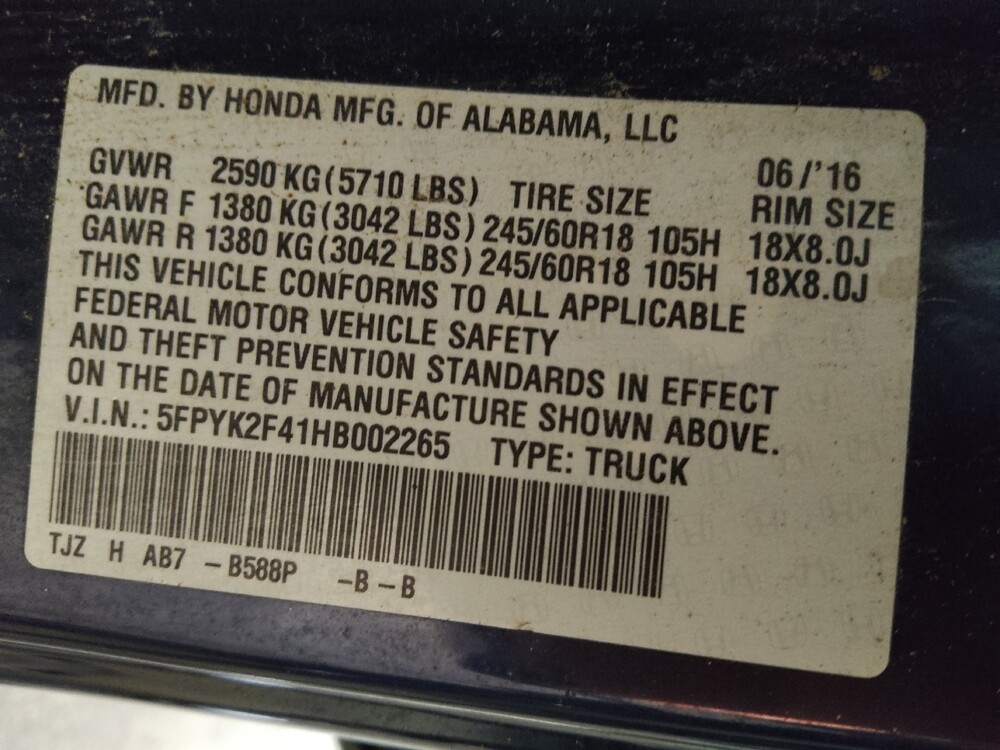 MFD. BY HONDA MFG. OF ALABAMA, LLC
06/'16
GVWR 2590 KG(5710 LBS) TIRE SIZE RIM SIZE
GAWR F 1380 KG(3042 LBS) 245/60R18 105H 18X8.0J
GAWR R 1380 KG(3042 LBS) 245/60R18 105H 18X8.0J
THIS VEHICLE CONFORMS TO ALL APPLICABLE
FEDERAL MOTOR VEHICLE SAFETY
AND THEFT PREVENTION STANDARDS IN EFFECT
ON THE DATE OF MANUFACTURE SHOWN ABOVE.
V.I.N.: 5FPYK2F41HB002265 TYPE: TRUCK
TJZ H AB7 -B588P -B-B